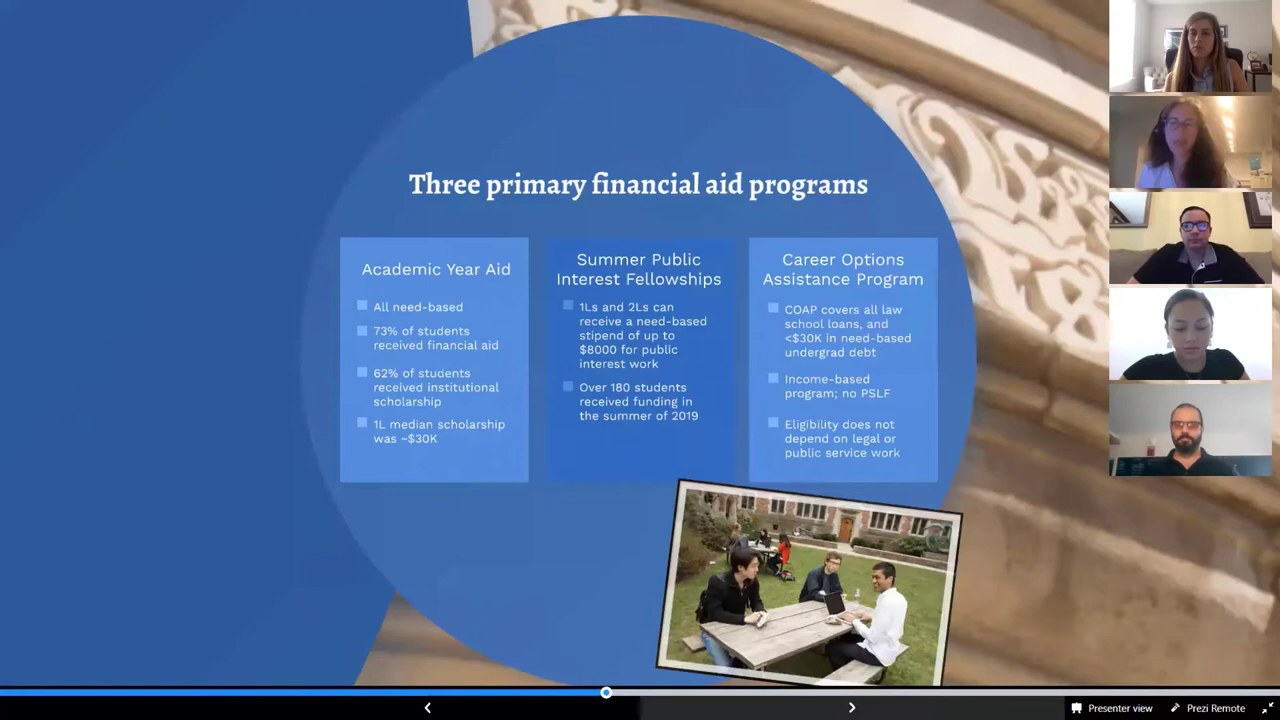 Three primary financial aid programs
Academic Year Aid
All need-based
73% of students
received financial aid
62% of students
received institutional
scholarship
1L median scholarship
was ~$30K
Summer Public
Interest Fellowships
1Ls and 2Ls can
receive a need-based
stipend of up to
$8000 for public
interest work
Over 180 students
received funding in
the summer of 2019
Career Options
Assistance Program
COAP covers all law
school loans, and
<$30K in need-based
undergrad debt
Income-based
program; no PSLF
Eligibility does not
depend on legal or
public service work
Presenter view
Prezi Remote